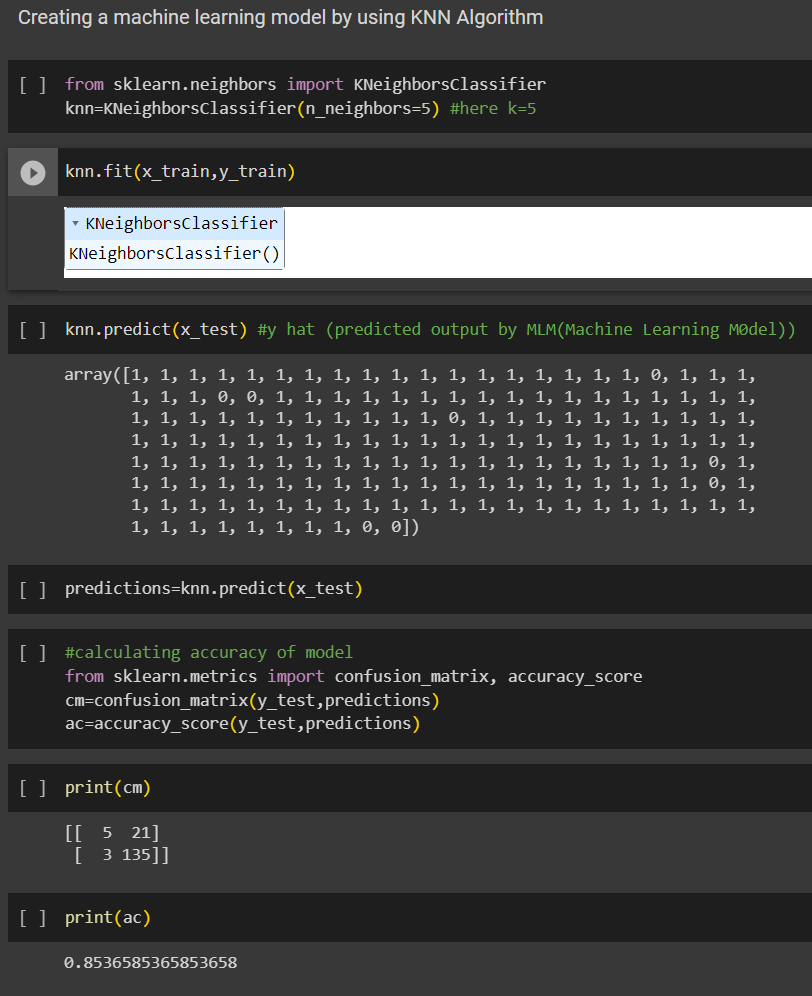 Creating a machine learning model by using KNN Algorithm
[ ] from sklearn.neighbors import KNeighborsClassifier
knn=KNeighborsClassifier(n_neighbors=5) #here k=5
knn.fit(x_train,y_train)
▾ KNeighborsClassifier
KNeighborsClassifier()
[ ] knn.predict(x_test) #y hat (predicted output by MLM(Machine Learning M0del))
array([1, 1, 1, 1, 1, 1, 1, 1, 1, 1, 1, 1, 1, 1, 1, 1, 1, 1, 0, 1, 1, 1,
1, 1, 1, 0, 0, 1, 1, 1, 1, 1, 1, 1, 1, 1, 1, 1, 1, 1, 1, 1, 1, 1,
1, 1, 1, 1, 1, 1, 1, 1, 1, 1, 1, 0, 1, 1, 1, 1, 1, 1, 1, 1, 1, 1,
1, 1, 1, 1, 1, 1, 1, 1, 1, 1, 1, 1, 1, 1, 1, 1, 1, 1, 1, 1, 1, 1,
1, 1, 1, 1, 1, 1, 1, 1, 1, 1, 1, 1, 1, 1, 1, 1, 1, 1, 1, 1, 0, 1,
1, 1, 1, 1, 1, 1, 1, 1, 1, 1, 1, 1, 1, 1, 1, 1, 1, 1, 1, 1, 0, 1,
1, 1, 1, 1, 1, 1, 1, 1, 1, 1, 1, 1, 1, 1, 1, 1, 1, 1, 1, 1, 1, 1,
1, 1, 1, 1, 1, 1, 1, 1, 0, 0])
[ ] predictions=knn.predict(x_test)
[ ] #calculating accuracy of model
from sklearn.metrics import confusion_matrix, accuracy_score
cm=confusion_matrix(y_test,predictions)
ac=accuracy_score(y_test,predictions)
[ ] print(cm)
[[  5  21]
[  3 135]]
[ ] print(ac)
0.8536585365853658